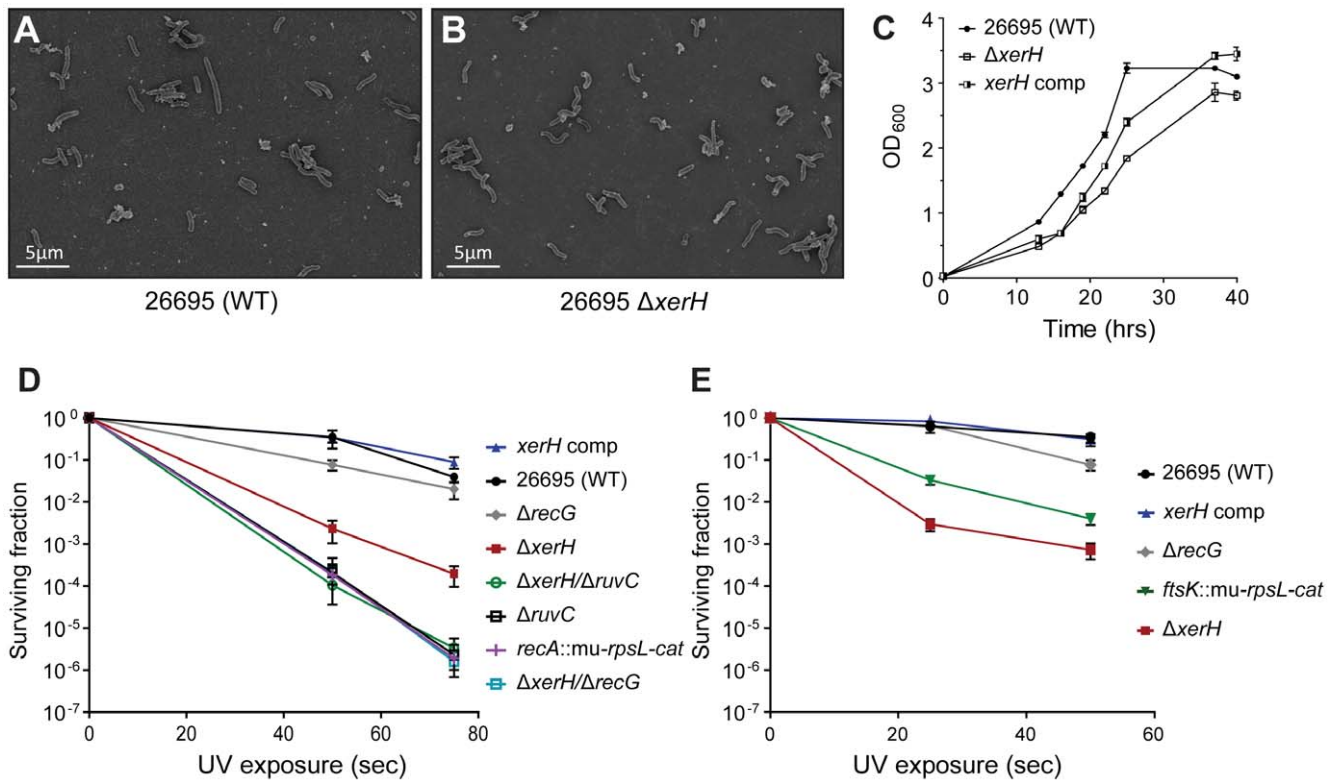 A
5μm
26695 (WT)
B
5μm
26695 ΔxerH
C
26695 (WT)
ΔxerH
xerH comp
OD600
4
3
2
1
0
0 10 20 30 40
Time (hrs)
D
Surviving fraction
10^0
10^-1
10^-2
10^-3
10^-4
10^-5
10^-6
10^-7
0 20 40 60 80
UV exposure (sec)
xerH comp
26695 (WT)
ΔrecG
ΔxerH
ΔxerH/ΔruvC
ΔruvC
recA::mu-rpsL-cat
ΔxerH/ΔrecG
E
Surviving fraction
10^0
10^-1
10^-2
10^-3
10^-4
10^-5
10^-6
10^-7
0 20 40 60
UV exposure (sec)
26695 (WT)
xerH comp
ΔrecG
ftsK::mu-rpsL-cat
ΔxerH